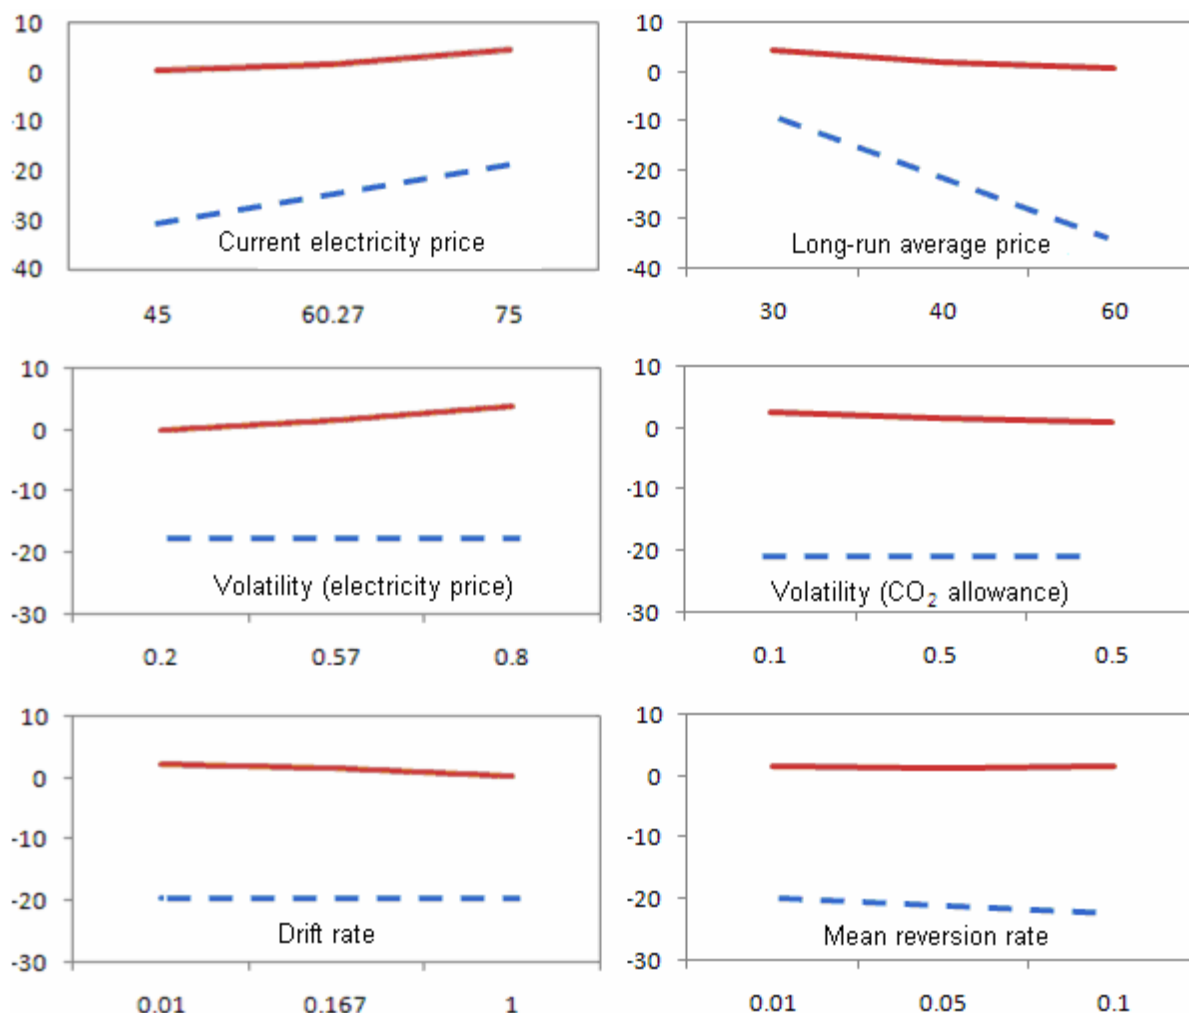 10
0
-10
-20
-30
-40
Current electricity price
45 60.27 75
10
0
-10
-20
-30
-40
Long-run average price
30 40 60
10
0
-10
-20
-30
Volatility (electricity price)
0.2 0.57 0.8
10
0
-10
-20
-30
Volatility (CO₂ allowance)
0.1 0.5 0.5
10
0
-10
-20
-30
Drift rate
0.01 0.167 1
10
0
-10
-20
-30
Mean reversion rate
0.01 0.05 0.1